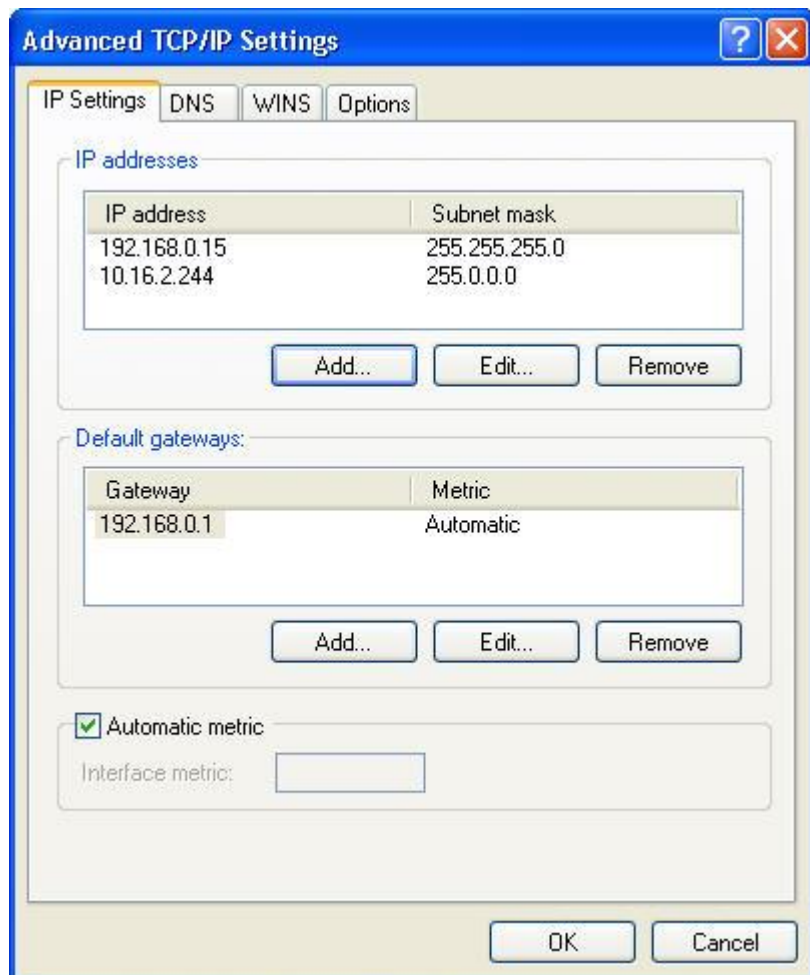 Advanced TCP/IP Settings
IP Settings DNS WINS Options
IP addresses
IP address Subnet mask
192.168.0.15 255.255.255.0
10.16.2.244 255.0.0.0
Add... Edit... Remove
Default gateways:
Gateway Metric
192.168.0.1 Automatic
Add... Edit... Remove
Automatic metric
Interface metric:
OK Cancel